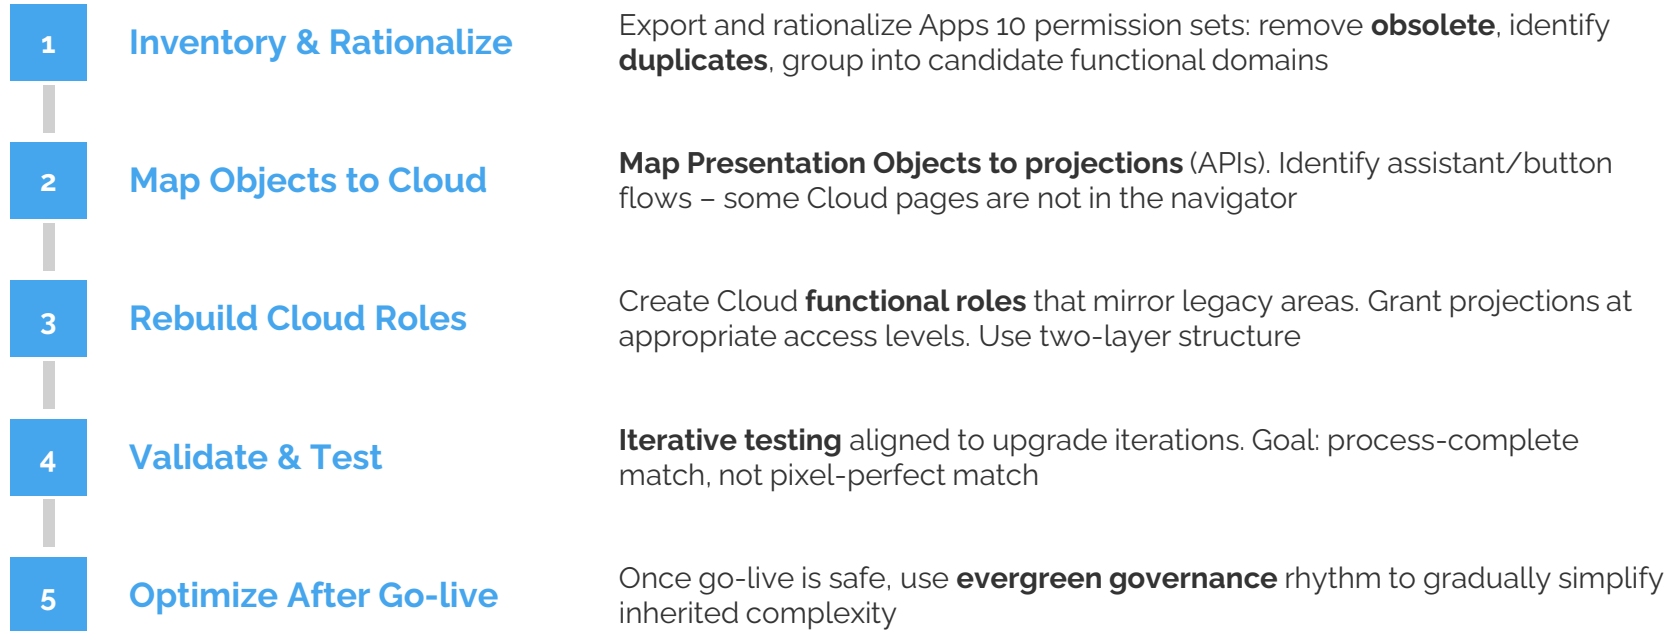 1
Inventory & Rationalize
Export and rationalize Apps 10 permission sets: remove obsolete, identify
duplicates, group into candidate functional domains
2
Map Objects to Cloud
Map Presentation Objects to projections (APIs). Identify assistant/button
flows – some Cloud pages are not in the navigator
3
Rebuild Cloud Roles
Create Cloud functional roles that mirror legacy areas. Grant projections at
appropriate access levels. Use two-layer structure
4
Validate & Test
Iterative testing aligned to upgrade iterations. Goal: process-complete
match, not pixel-perfect match
5
Optimize After Go-live
Once go-live is safe, use evergreen governance rhythm to gradually simplify
inherited complexity